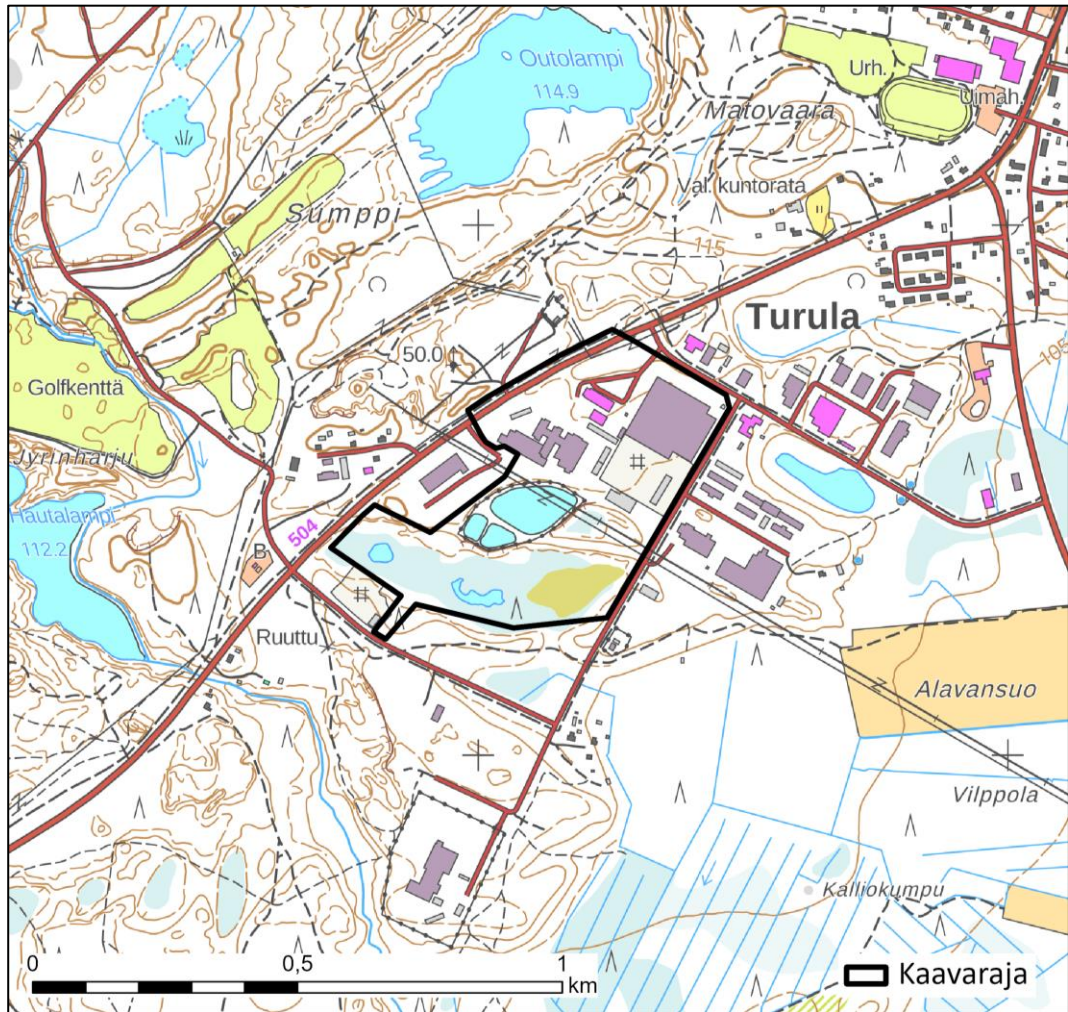 Outolampi
114.9
Urh.
Uimah.
Matovaara
Val. kuntorata
Sumppi
115
Turula
50.0
Golfkenttä
105
Jyrinharju
Hautalampi
112.2
504
B
Ruuttu
Alavansuo
Vilppola
Kalliokumpu
0
0,5
1
km
Kaavaraja